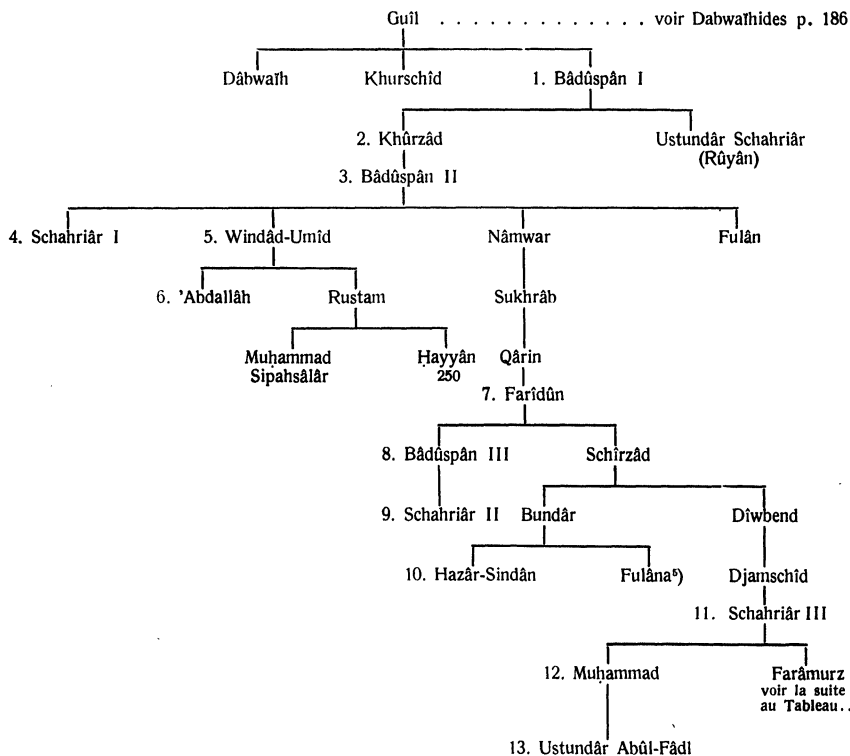 Guîl . . . . . . . . . . . . . . voir Dabwaïhides p. 186
Dâbwaïh Khurschîd 1. Bâdûspân I
2. Khûrzâd Ustundâr Schahriâr
(Rûyân)
3. Bâdûspân II
4. Schahriâr I 5. Windâd-Umîd Nâmwar Fulân
6. 'Abdallâh Rustam Sukhrâb
Muḥammad Ḥayyân Qârin
Sipahsâlâr 250
7. Farîdûn
8. Bâdûspân III Schîrzâd
9. Schahriâr II Bundâr Dîwbend
10. Hazâr-Sindân Fulâna⁵) Djamschîd
11. Schahriâr III
12. Muḥammad Farâmurz
voir la suite
au Tableau..
13. Ustundâr Abûl-Fâdl